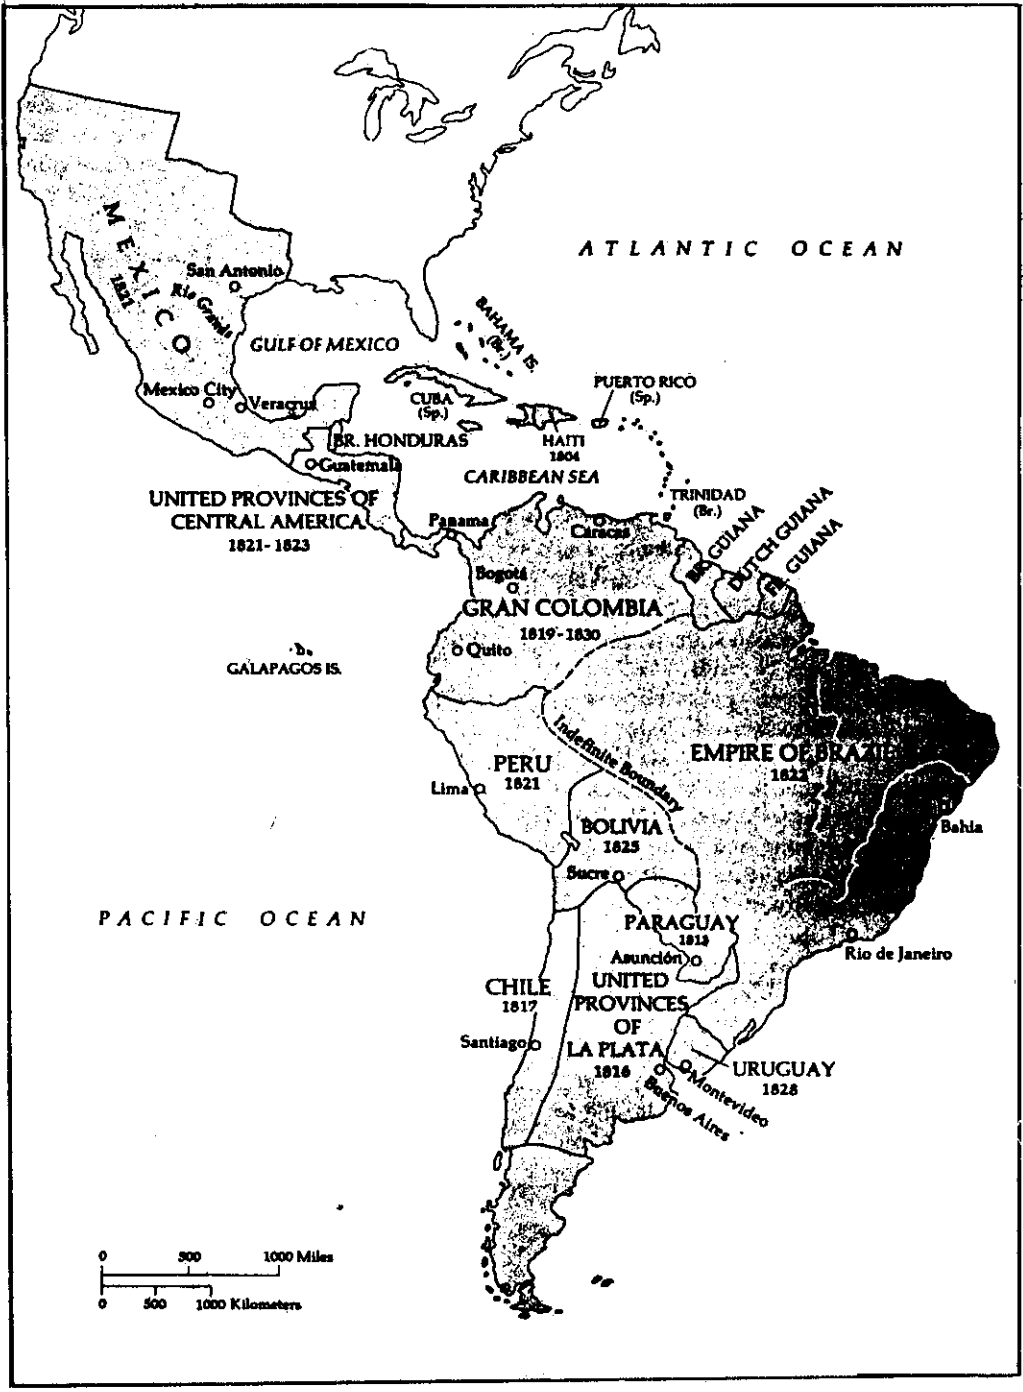 ATLANTIC OCEAN
MEXICO
1821
San Antonio
Rio Grande
GULF OF MEXICO
BAHAMA IS.
(Br.)
Mexico City
Veracruz
CUBA
(Sp.)
PUERTO RICO
(Sp.)
HAITI
1804
BR. HONDURAS
Guatemala
CARIBBEAN SEA
UNITED PROVINCES OF
CENTRAL AMERICA
1821-1823
Panama
TRINIDAD
(Br.)
Caracas
BR. GUIANA
DUTCH GUIANA
FR. GUIANA
Bogotá
GRAN COLOMBIA
1819-1830
Quito
GALAPAGOS IS.
Indefinite Boundary
EMPIRE OF BRAZIL
1822
PERU
1821
Lima
BOLIVIA
1825
Bahia
Sucre
PACIFIC OCEAN
PARAGUAY
Asunción
Rio de Janeiro
CHILE
1817
UNITED
PROVINCES
OF
LA PLATA
1816
Santiago
URUGUAY
1828
Montevideo
Buenos Aires
0 500 1000 Miles
0 500 1000 Kilometers